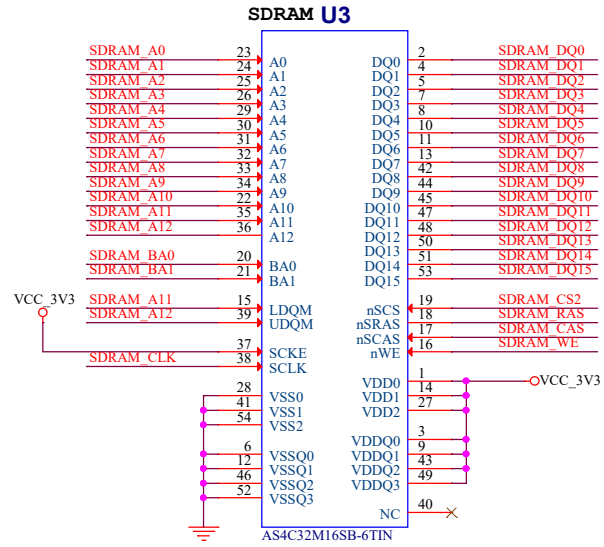 SDRAM U3
SDRAM_A0 23 A0 DQ0 2 SDRAM_DQ0
SDRAM_A1 24 A1 DQ1 4 SDRAM_DQ1
SDRAM_A2 25 A2 DQ2 5 SDRAM_DQ2
SDRAM_A3 26 A3 DQ3 7 SDRAM_DQ3
SDRAM_A4 29 A4 DQ4 8 SDRAM_DQ4
SDRAM_A5 30 A5 DQ5 10 SDRAM_DQ5
SDRAM_A6 31 A6 DQ6 11 SDRAM_DQ6
SDRAM_A7 32 A7 DQ7 13 SDRAM_DQ7
SDRAM_A8 33 A8 DQ8 42 SDRAM_DQ8
SDRAM_A9 34 A9 DQ9 44 SDRAM_DQ9
SDRAM_A10 22 A10 DQ10 45 SDRAM_DQ10
SDRAM_A11 35 A11 DQ11 47 SDRAM_DQ11
SDRAM_A12 36 A12 DQ12 48 SDRAM_DQ12
DQ13 50 SDRAM_DQ13
SDRAM_BA0 20 BA0 DQ14 51 SDRAM_DQ14
SDRAM_BA1 21 BA1 DQ15 53 SDRAM_DQ15
SDRAM_A11 15 LDQM nSCS 19 SDRAM_CS2
SDRAM_A12 39 UDQM nSRAS 18 SDRAM_RAS
nSCAS 17 SDRAM_CAS
VCC_3V3 37 SCKE nWE 16 SDRAM_WE
SDRAM_CLK 38 SCLK
VDD0 1 VCC_3V3
28 VSS0 VDD1 14
41 VSS1 VDD2 27
54 VSS2
VDDQ0 3
6 VSSQ0 VDDQ1 9
12 VSSQ1 VDDQ2 43
46 VSSQ2 VDDQ3 49
52 VSSQ3
NC 40
AS4C32M16SB-6TIN